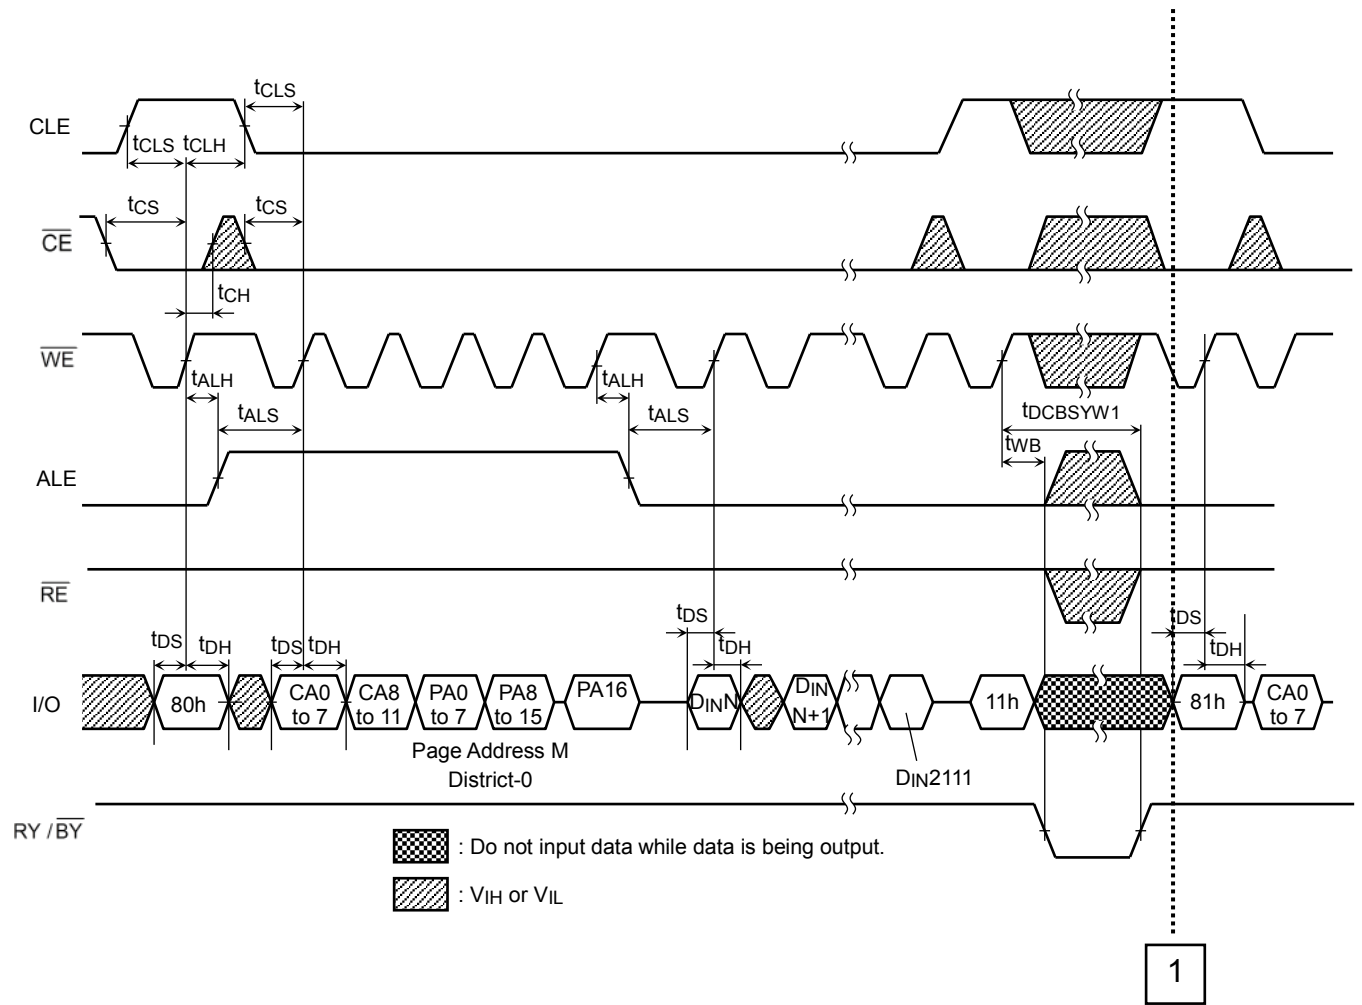 tCLS
CLE
tCLS tCLH
tCS tCS
CE
tCH
WE
tALH tALH
tALS tALS tDCBSYW1
tWB
ALE
RE
tDS tDH tDS tDH tDS tDH tDS tDH
I/O 80h CA0 to 7 CA8 to 11 PA0 to 7 PA8 to 15 PA16 DINN DIN N+1 11h 81h CA0 to 7
Page Address M
District-0
DIN2111
RY / BY
: Do not input data while data is being output.
: VIH or VIL
1